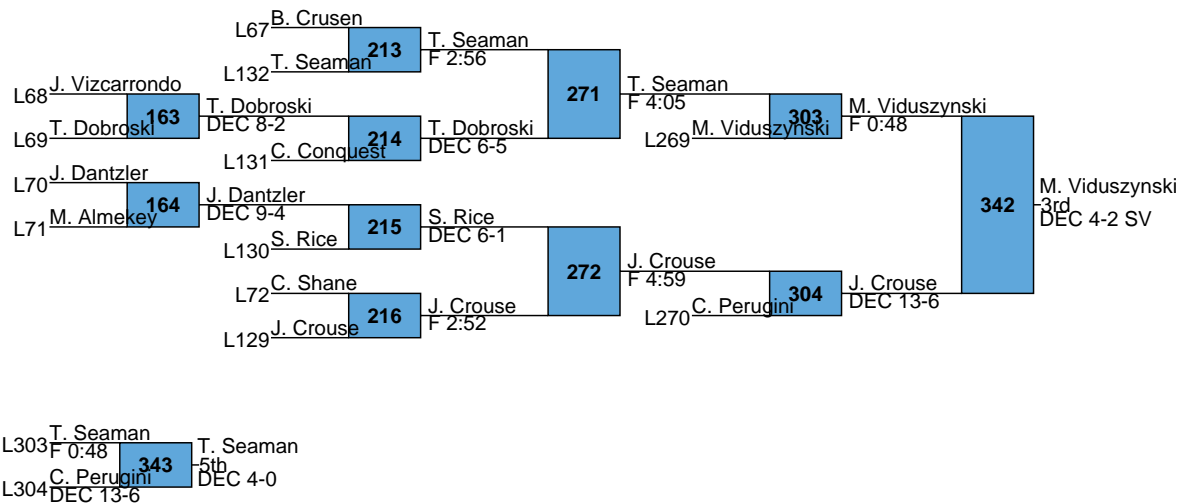 B. Crusen
L67
213
T. Seaman
F 2:56
T. Seaman
L132
J. Vizcarrondo
L68
163
T. Dobroski
DEC 8-2
T. Dobroski
L69
271
T. Seaman
F 4:05
214
T. Dobroski
DEC 6-5
C. Conquest
L131
303
M. Viduszynski
F 0:48
M. Viduszynski
L269
J. Dantzler
L70
164
J. Dantzler
DEC 9-4
M. Almekey
L71
215
S. Rice
DEC 6-1
S. Rice
L130
342
M. Viduszynski
3rd
DEC 4-2 SV
272
J. Crouse
F 4:59
C. Shane
L72
216
J. Crouse
F 2:52
J. Crouse
L129
304
J. Crouse
DEC 13-6
C. Perugini
L270
L303
T. Seaman
F 0:48
343
T. Seaman
5th
DEC 4-0
L304
C. Perugini
DEC 13-6